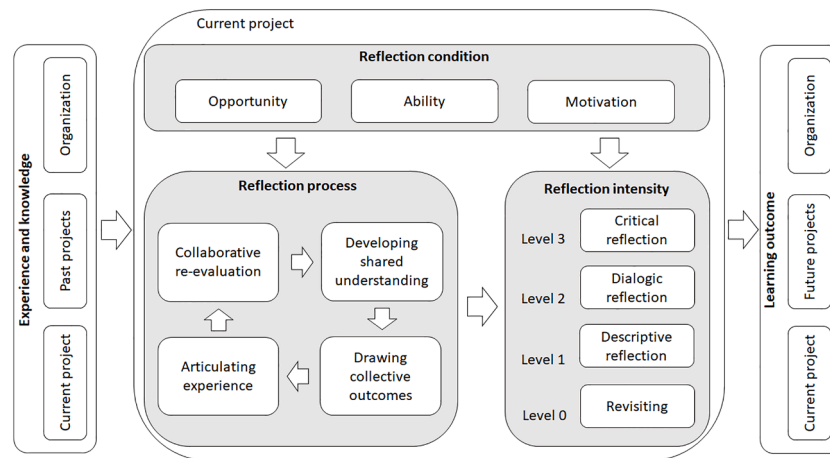 Current project
Experience and knowledge
Organization
Past projects
Current project
Reflection condition
Opportunity
Ability
Motivation
Reflection process
Collaborative
re-evaluation
Developing
shared
understanding
Articulating
experience
Drawing
collective
outcomes
Reflection intensity
Level 3
Critical
reflection
Level 2
Dialogic
reflection
Level 1
Descriptive
reflection
Level 0
Revisiting
Learning outcome
Organization
Future projects
Current project